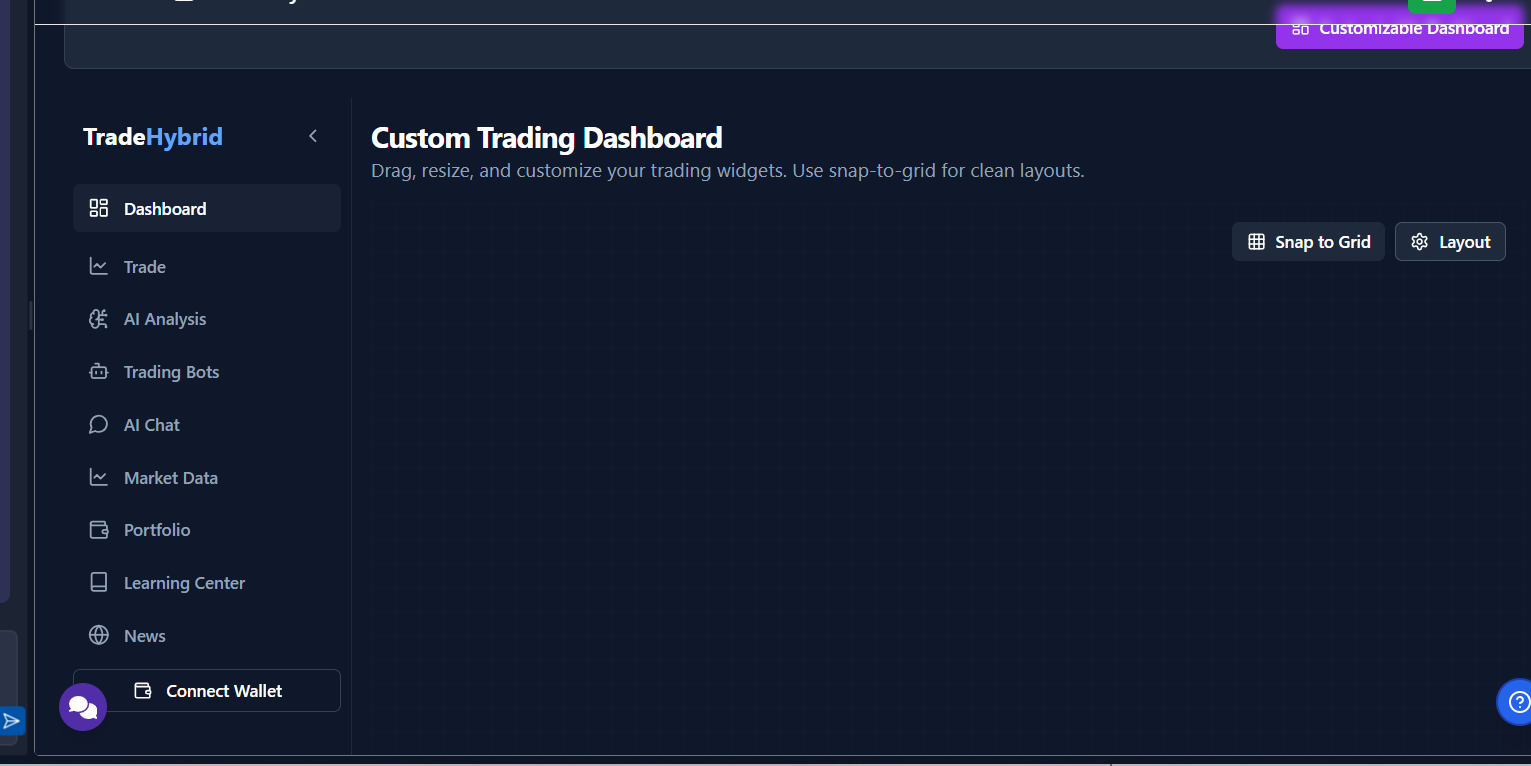 Customizable Dashboard
TradeHybrid
Custom Trading Dashboard
Drag, resize, and customize your trading widgets. Use snap-to-grid for clean layouts.
Dashboard
Snap to Grid
Layout
Trade
AI Analysis
Trading Bots
AI Chat
Market Data
Portfolio
Learning Center
News
Connect Wallet